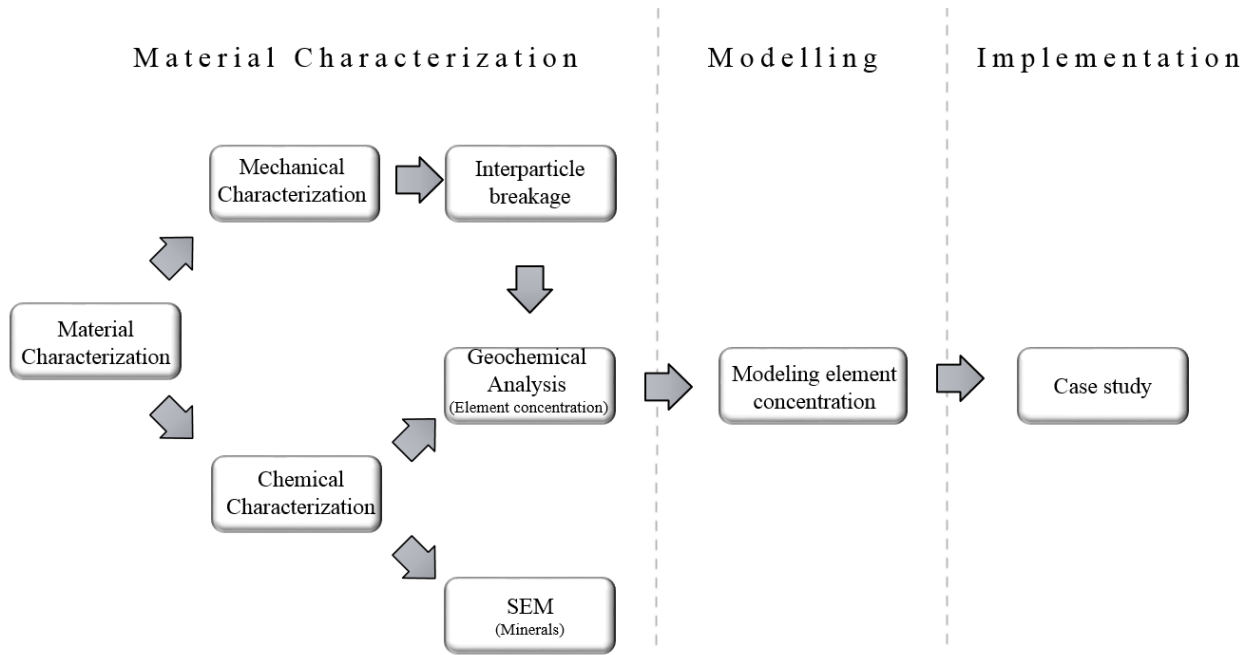 Material Characterization
Modelling
Implementation
Mechanical
Characterization
Interparticle
breakage
Material
Characterization
Geochemical
Analysis
(Element concentration)
Modeling element
concentration
Case study
Chemical
Characterization
SEM
(Minerals)